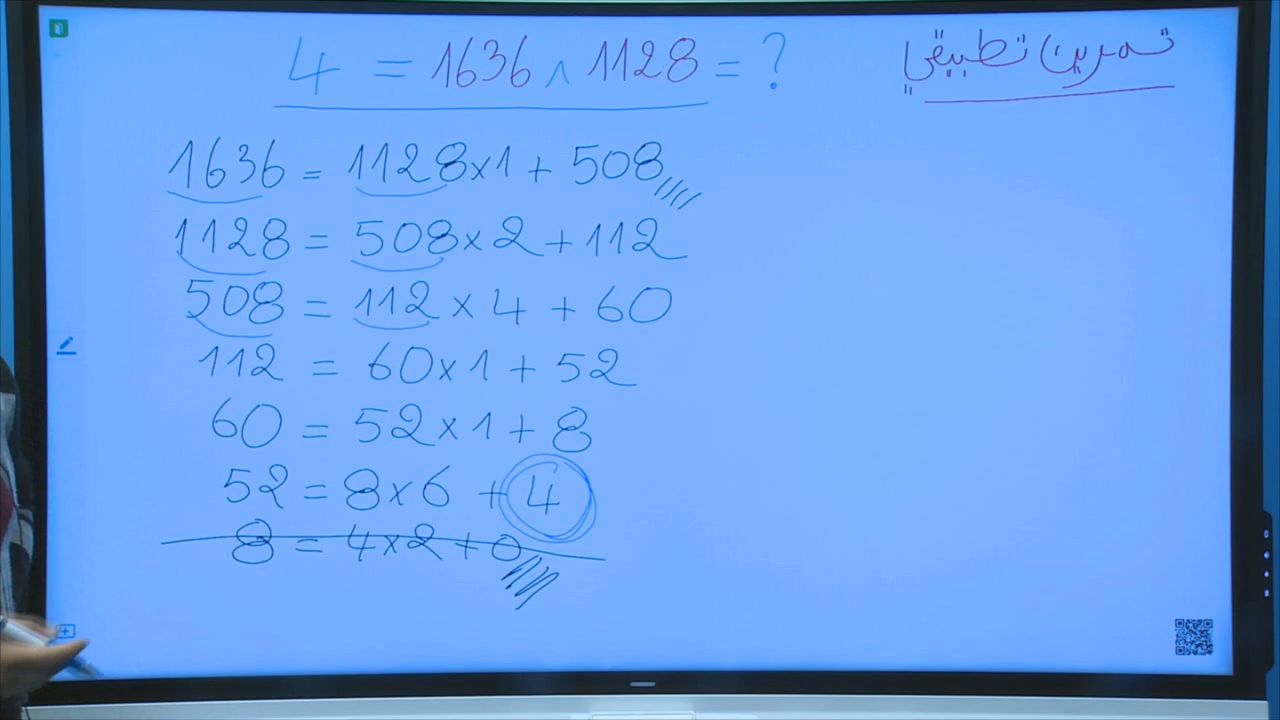 تمرين تطبيقي
4 = 1636 ∧ 1128 = ?
1636 = 1128×1 + 508
1128 = 508×2 + 112
508 = 112 × 4 + 60
112 = 60×1 + 52
60 = 52×1 + 8
52 = 8×6 + 4
8 = 4×2 + 0